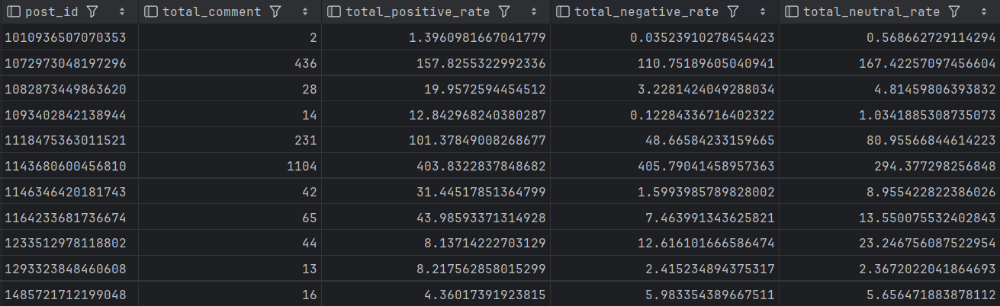 post_id total_comment total_positive_rate total_negative_rate total_neutral_rate
1010936507070353 2 1.3960981667041779 0.03523910278454423 0.568662729114294
1072973048197296 436 157.8255322992336 110.75189605040941 167.42257097456604
1082873449863620 28 19.9572594454512 3.2281424049288034 4.81459806393832
1093402842138944 14 12.842968240380287 0.12284336716402322 1.0341885308735073
1118475363011521 231 101.37849008268677 48.66584233159665 80.95566844614223
1143680600456810 1104 403.8322837848682 405.79041458957363 294.377298256848
1146346420181743 42 31.44517851364799 1.5993985789828002 8.955422822386026
1164233681736674 65 43.98593371314928 7.463991343625821 13.550075532402843
1233512978118802 44 8.13714222703129 12.616101666586474 23.246756087522954
1293323848460608 13 8.217562858015299 2.415234894375317 2.3672022041864693
1485721712199048 16 4.36017391923815 5.983354389667511 5.656471883878112